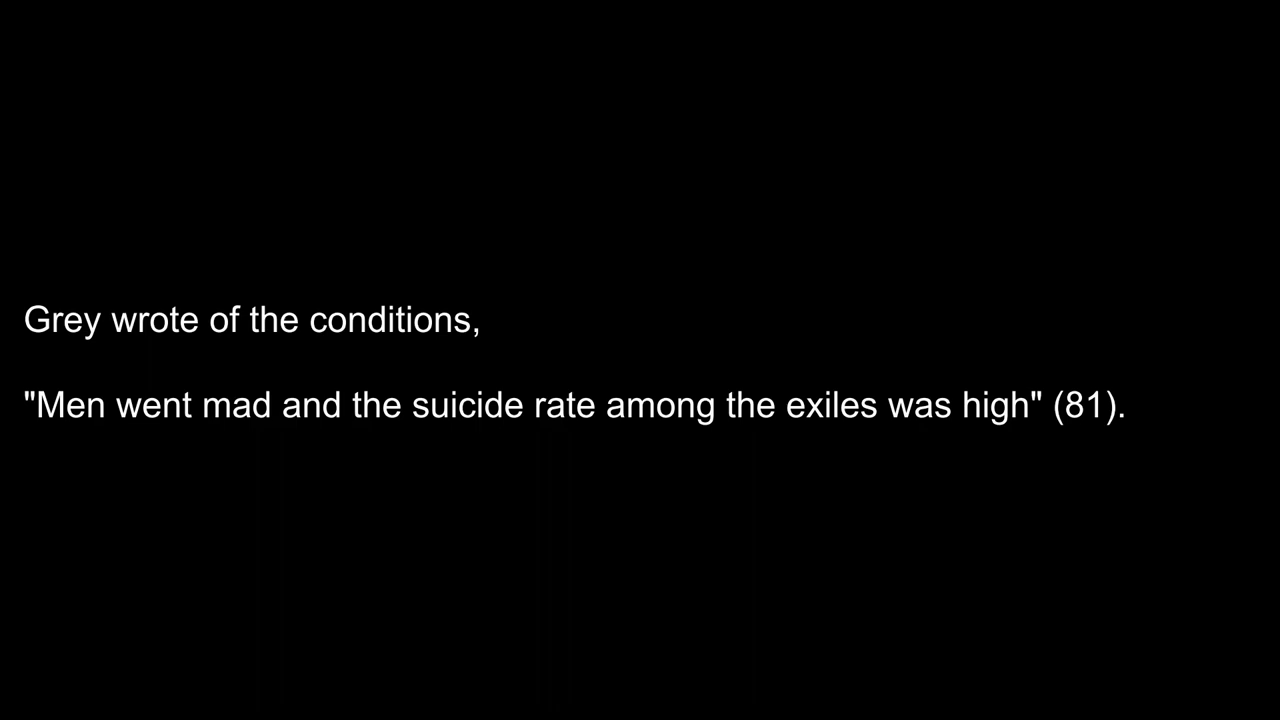 Grey wrote of the conditions,
"Men went mad and the suicide rate among the exiles was high" (81).